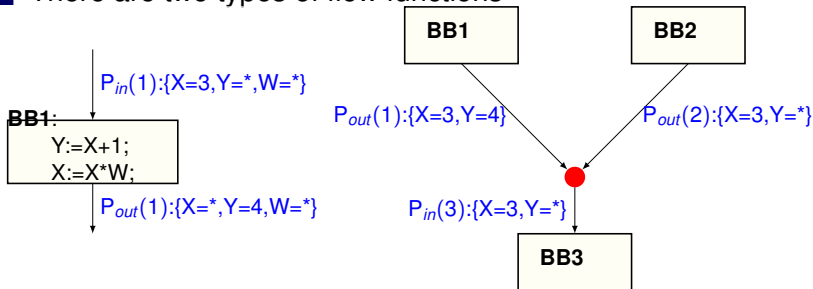 There are two types of flow functions
BB1
BB2
P_in(1):{X=3,Y=*,W=*}
P_out(1):{X=3,Y=4}
P_out(2):{X=3,Y=*}
BB1:
Y:=X+1;
X:=X*W;
P_out(1):{X=*,Y=4,W=*}
P_in(3):{X=3,Y=*}
BB3